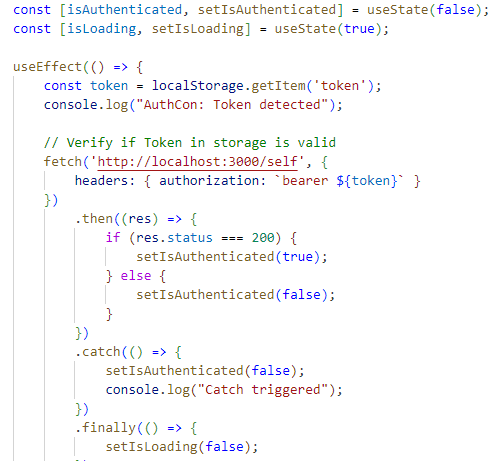 const [isAuthenticated, setIsAuthenticated] = useState(false);
const [isLoading, setIsLoading] = useState(true);

useEffect(() => {
    const token = localStorage.getItem('token');
    console.log("AuthCon: Token detected");

    // Verify if Token in storage is valid
    fetch('http://localhost:3000/self', {
        headers: { authorization: `bearer ${token}` }
    })
        .then((res) => {
            if (res.status === 200) {
                setIsAuthenticated(true);
            } else {
                setIsAuthenticated(false);
            }
        })
        .catch(() => {
            setIsAuthenticated(false);
            console.log("Catch triggered");
        })
        .finally(() => {
            setIsLoading(false);